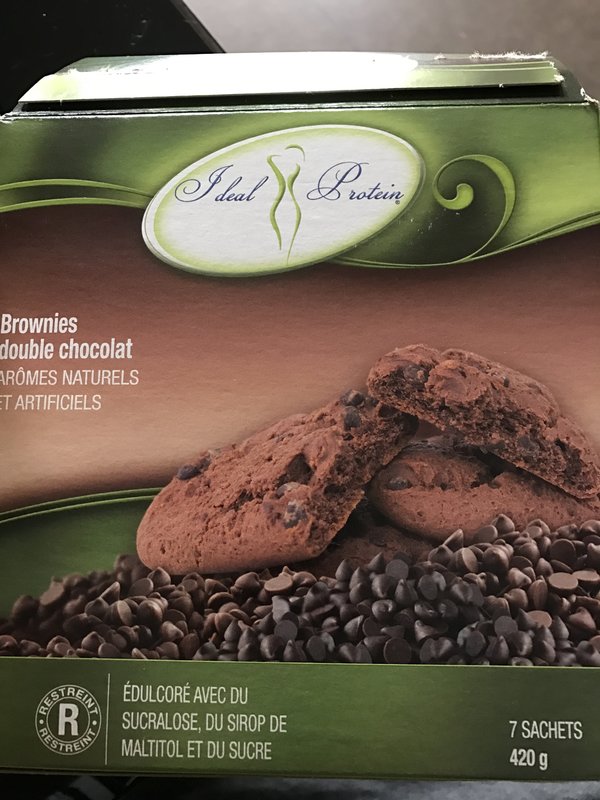 Ideal Protein®
Brownies
double chocolat
ARÔMES NATURELS
ET ARTIFICIELS
RESTREINT
R
RESTREINT
ÉDULCORÉ AVEC DU
SUCRALOSE, DU SIROP DE
MALTITOL ET DU SUCRE
7 SACHETS
420 g